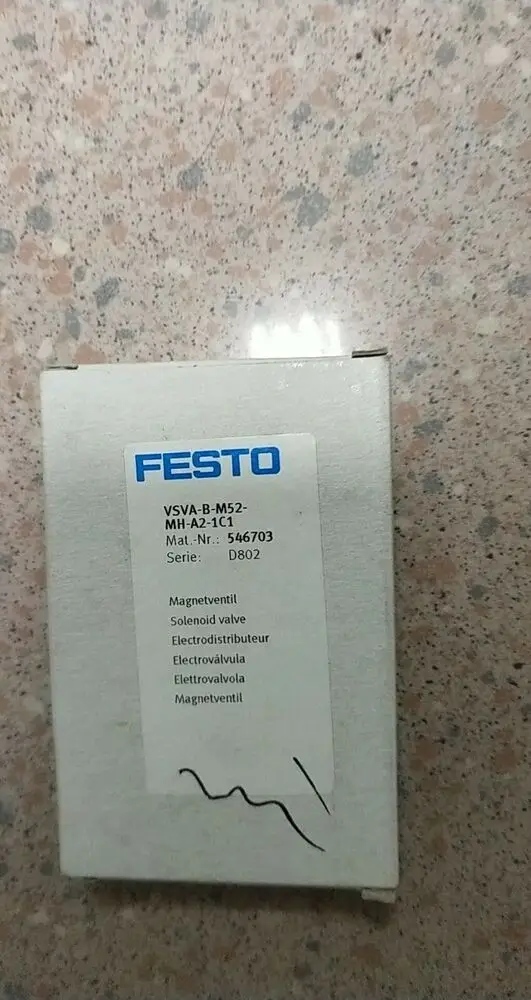 FESTO
VSVA-B-M52-
MH-A2-1C1
Mat.-Nr.: 546703
Serie: D802
Magnetventil
Solenoid valve
Electrodistributeur
Electroválvula
Elettrovalvola
Magnetventil